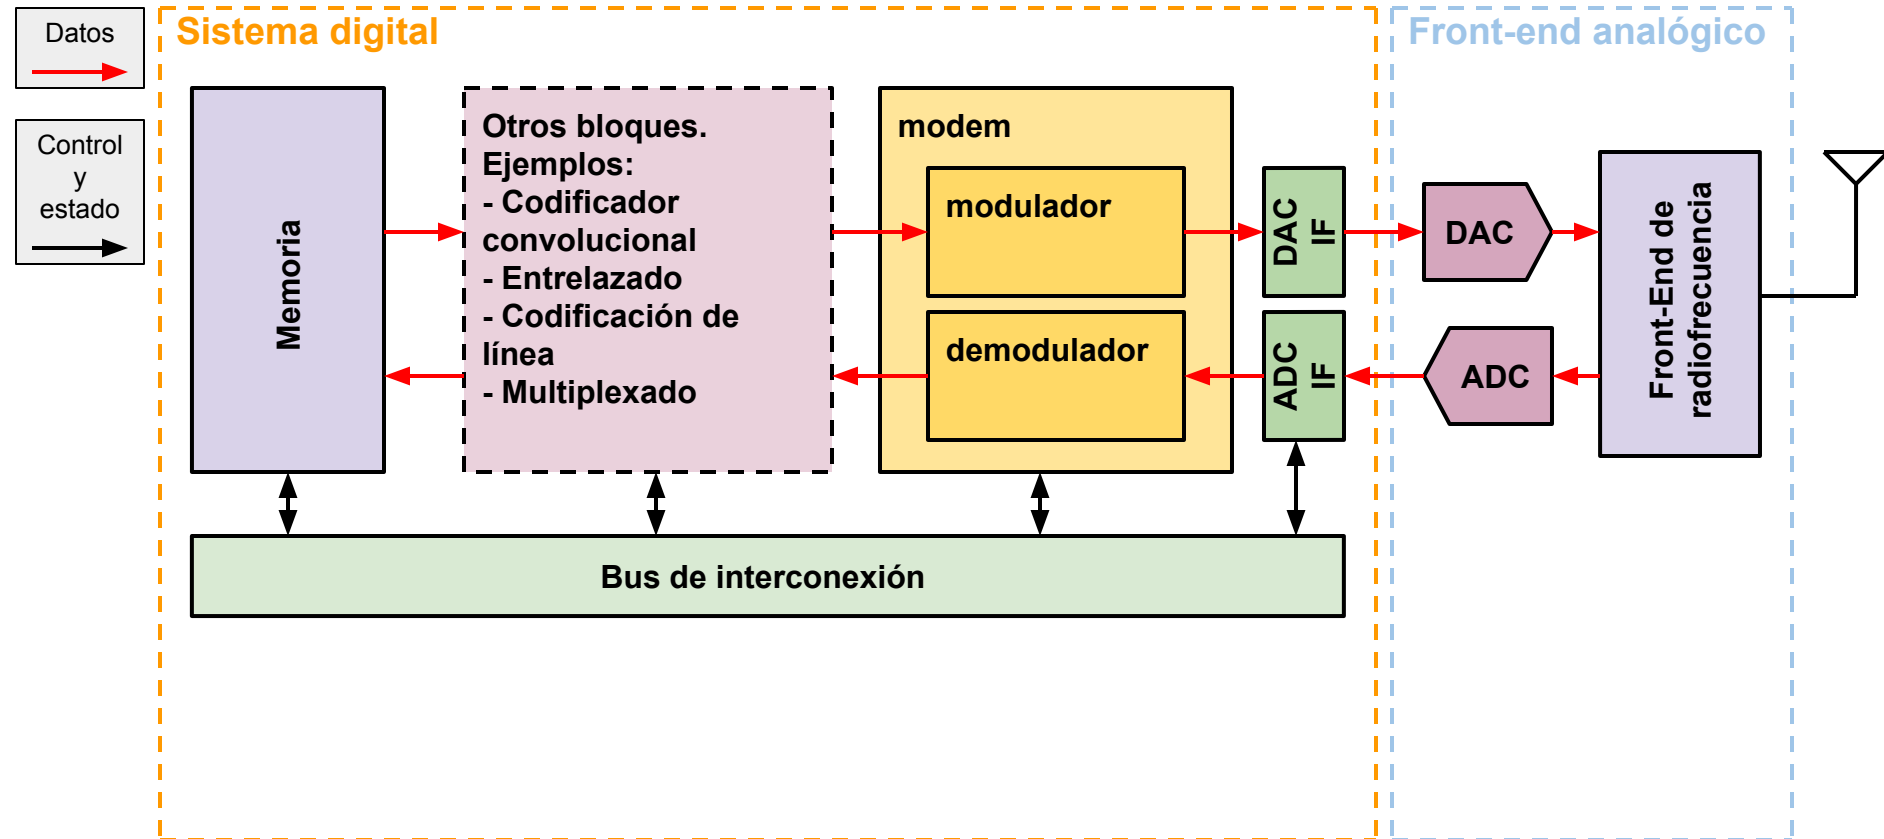 Datos
Control
y
estado
Sistema digital
Front-end analógico
Memoria
Otros bloques.
Ejemplos:
- Codificador
convolucional
- Entrelazado
- Codificación de
línea
- Multiplexado
modem
modulador
demodulador
DAC
IF
ADC
IF
DAC
ADC
Front-End de
radiofrecuencia
Bus de interconexión